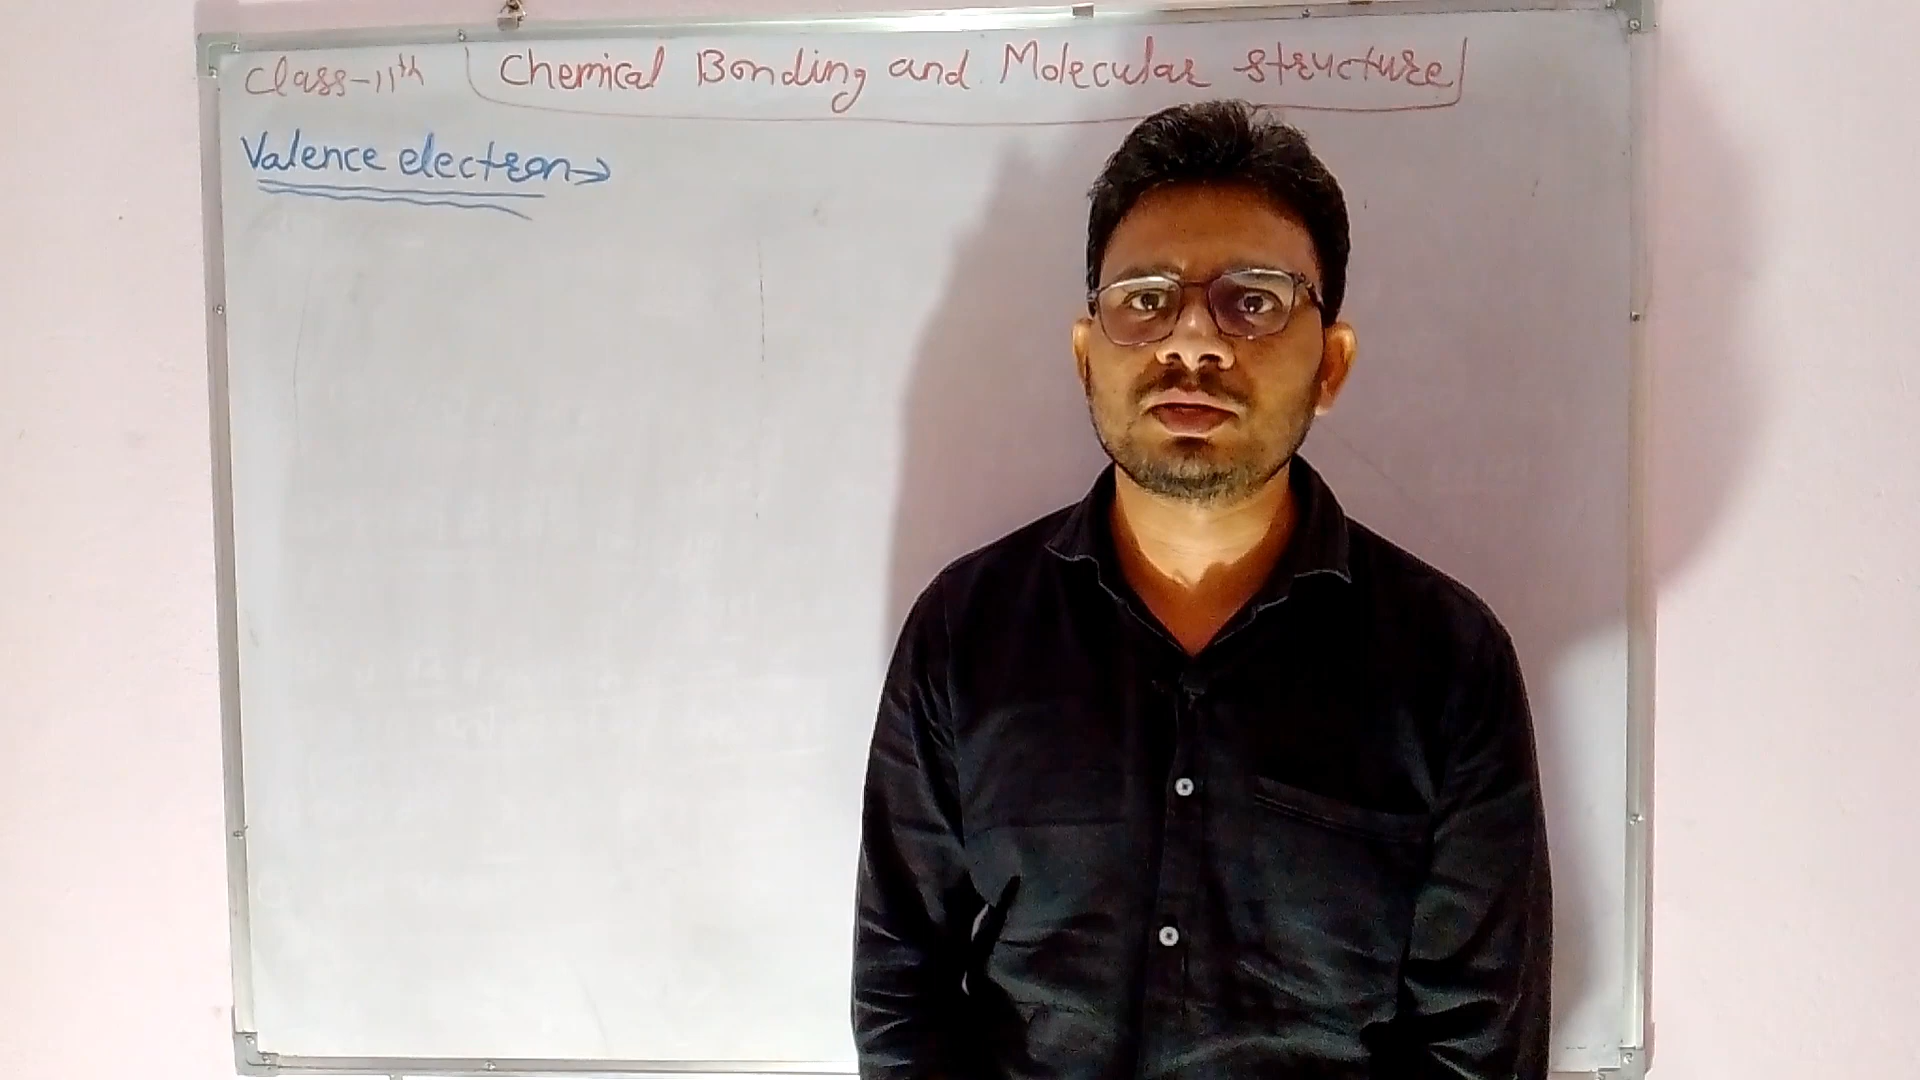 Class-11th Chemical Bonding and Molecular structure
Valence electron→